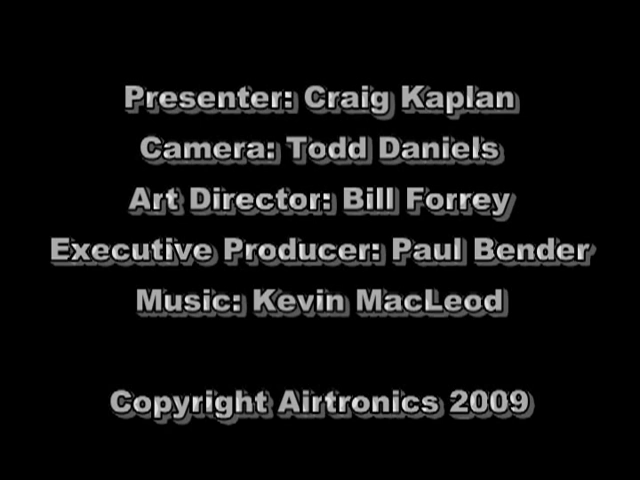 Presenter: Craig Kaplan
Camera: Todd Daniels
Art Director: Bill Forrey
Executive Producer: Paul Bender
Music: Kevin MacLeod
Copyright Airtronics 2009